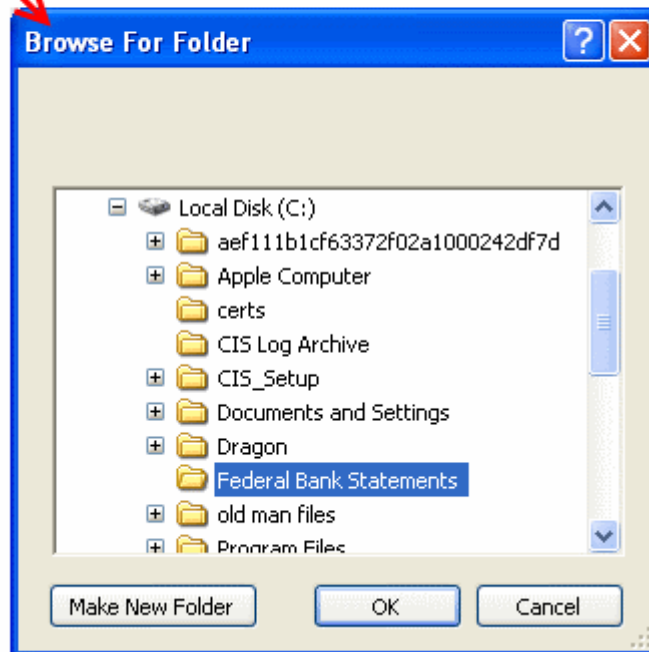 Browse For Folder
Local Disk (C:)
aef111b1cf63372f02a1000242df7d
Apple Computer
certs
CIS Log Archive
CIS_Setup
Documents and Settings
Dragon
Federal Bank Statements
old man files
Program Files
Make New Folder OK Cancel